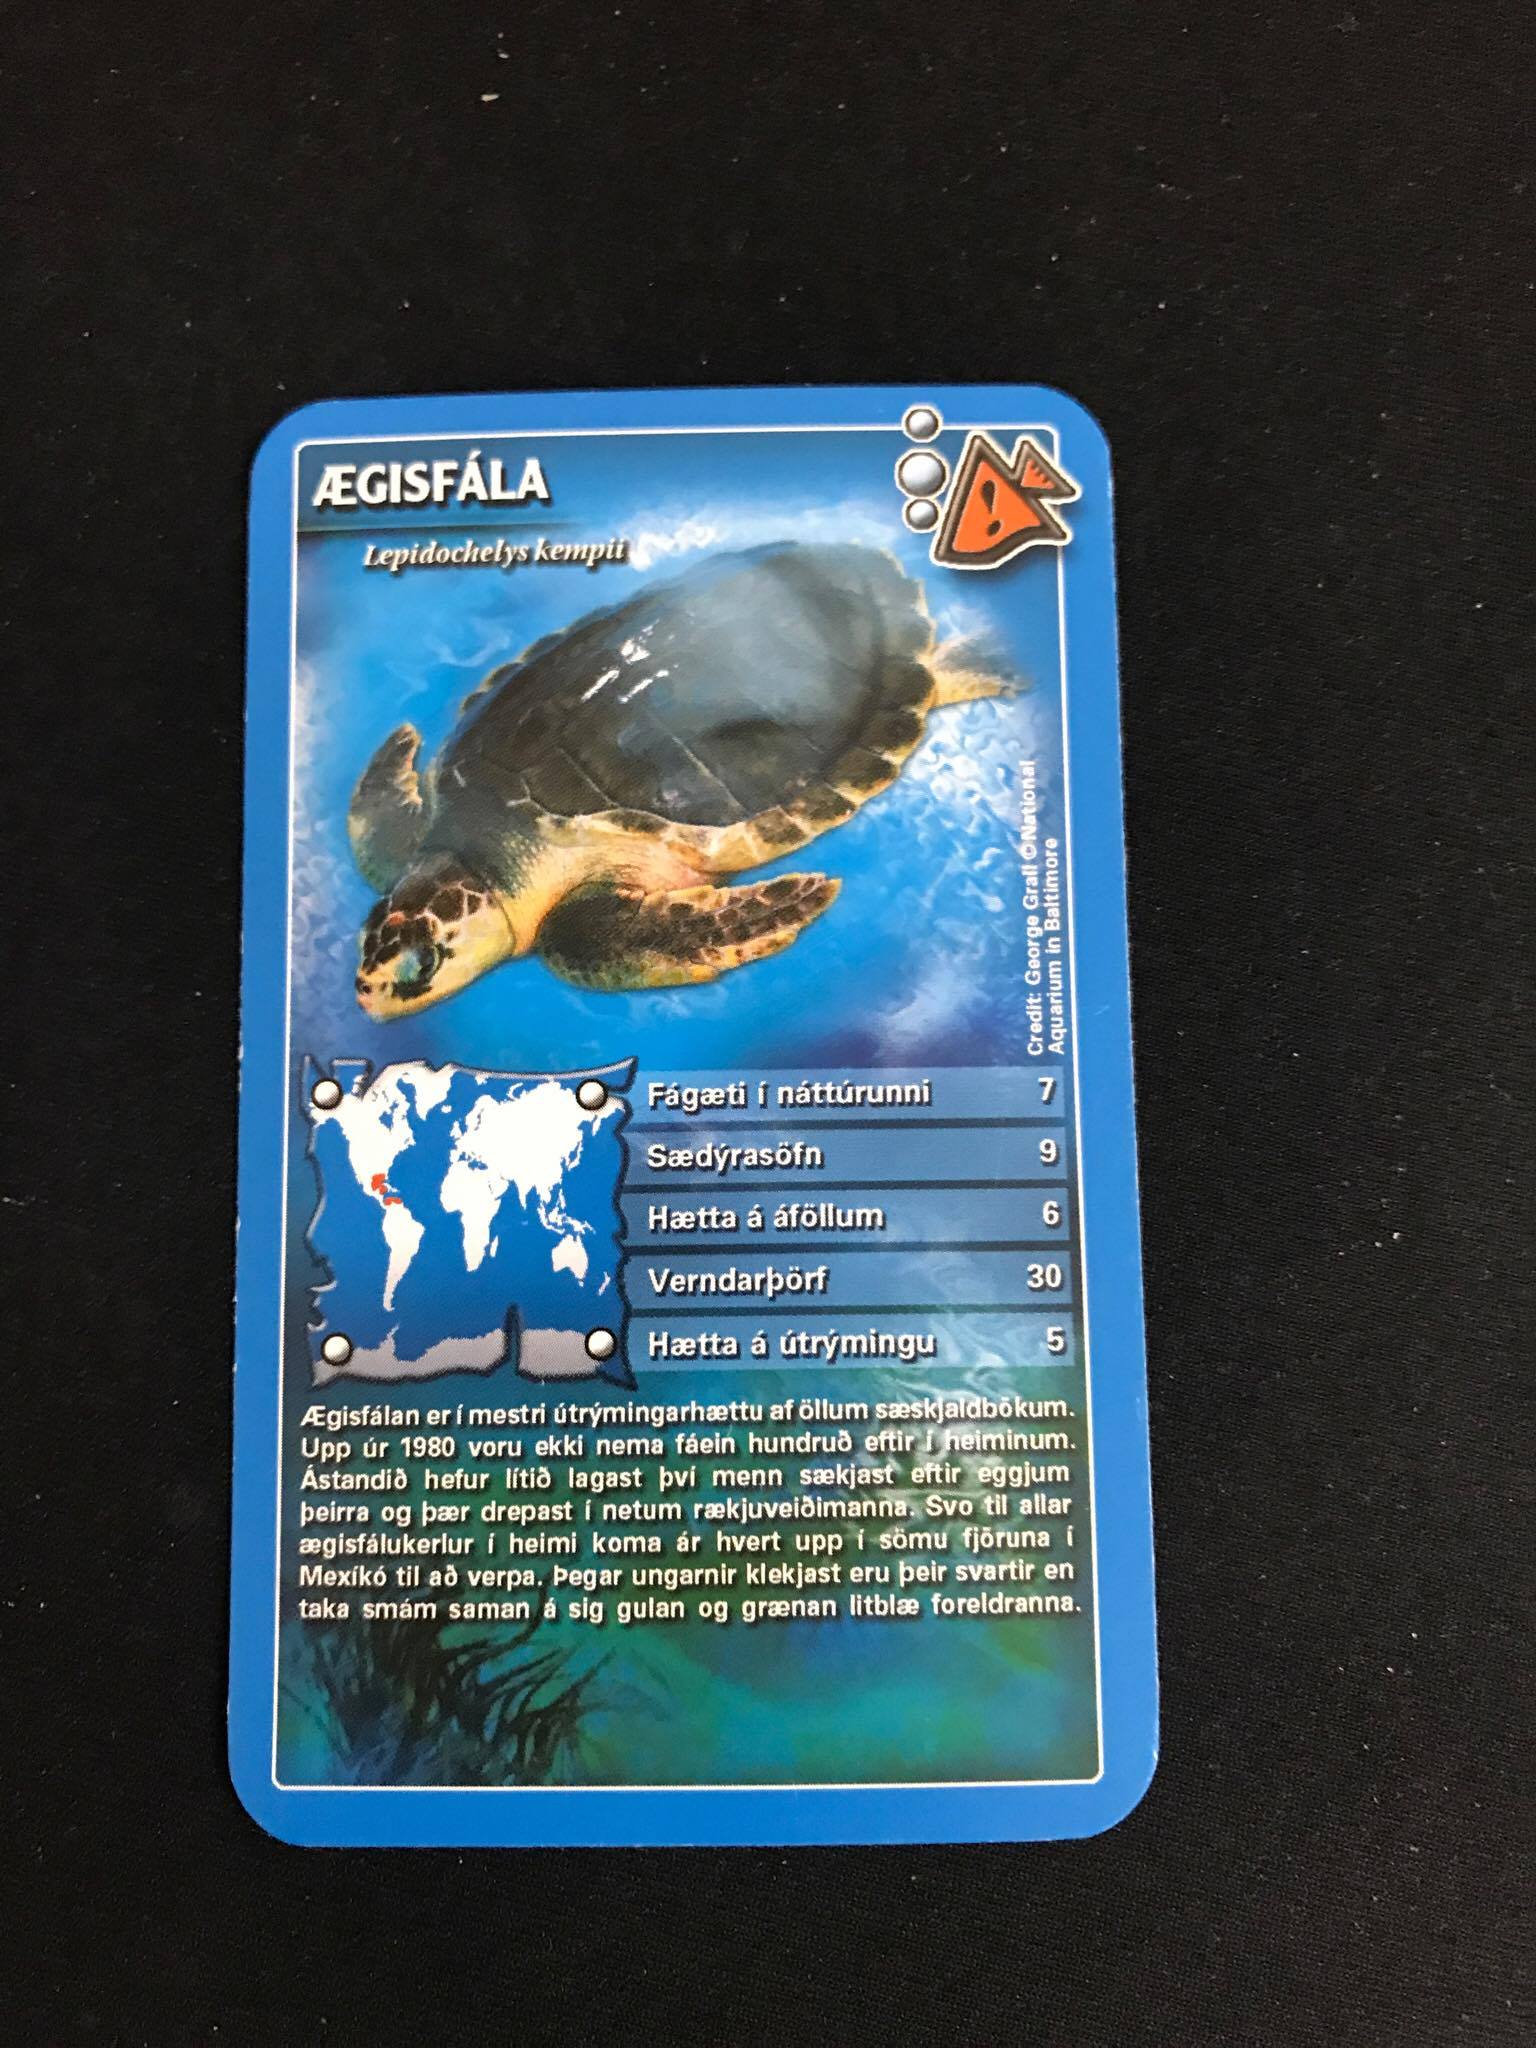 ÆGISFÁLA
Lepidochelys kempii
Credit: George Grall ©National
Aquarium in Baltimore
Fágæti í náttúrunni 7
Sædýrasöfn 9
Hætta á áföllum 6
Verndarþörf 30
Hætta á útrýmingu 5
Ægisfálan er í mestri útrýmingarhættu af öllum sæskjaldbökum.
Upp úr 1980 voru ekki nema fáein hundruð eftir í heiminum.
Ástandið hefur lítið lagast því menn sækjast eftir eggjum
þeirra og þær drepast í netum rækjuveiðimanna. Svo til allar
ægisfálukerlur í heimi koma ár hvert upp í sömu fjöruna í
Mexíkó til að verpa. Þegar ungarnir klekjast eru þeir svartir en
taka smám saman á sig gulan og grænan litblæ foreldranna.